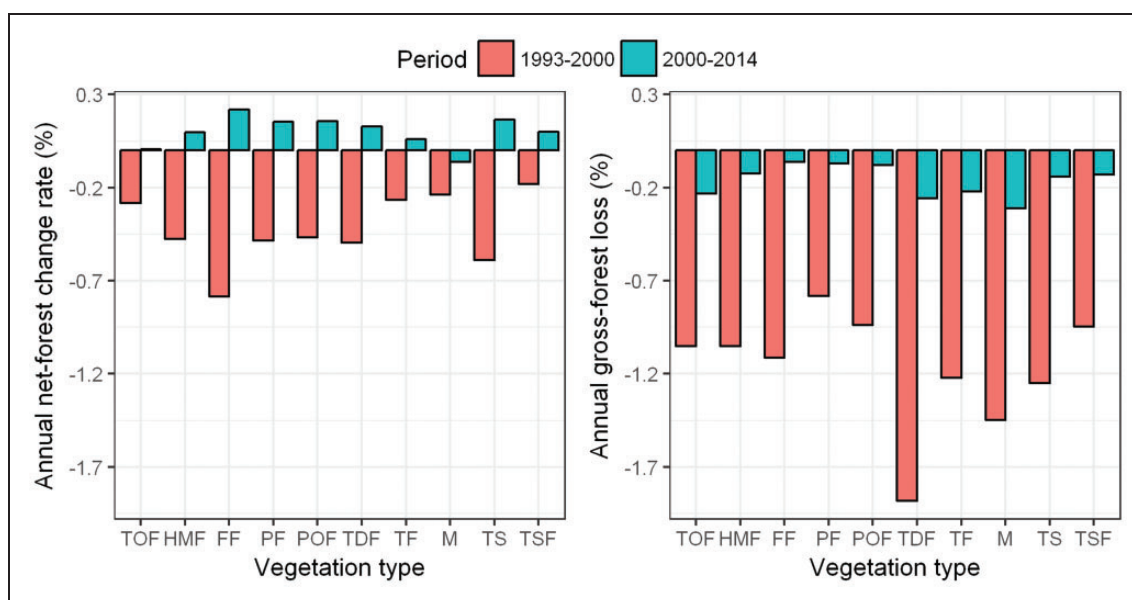 Period 1993-2000 2000-2014
Annual net-forest change rate (%)
0.3
-0.2
-0.7
-1.2
-1.7
TOF HMF FF PF POF TDF TF M TS TSF
Vegetation type
Annual gross-forest loss (%)
0.3
-0.2
-0.7
-1.2
-1.7
TOF HMF FF PF POF TDF TF M TS TSF
Vegetation type